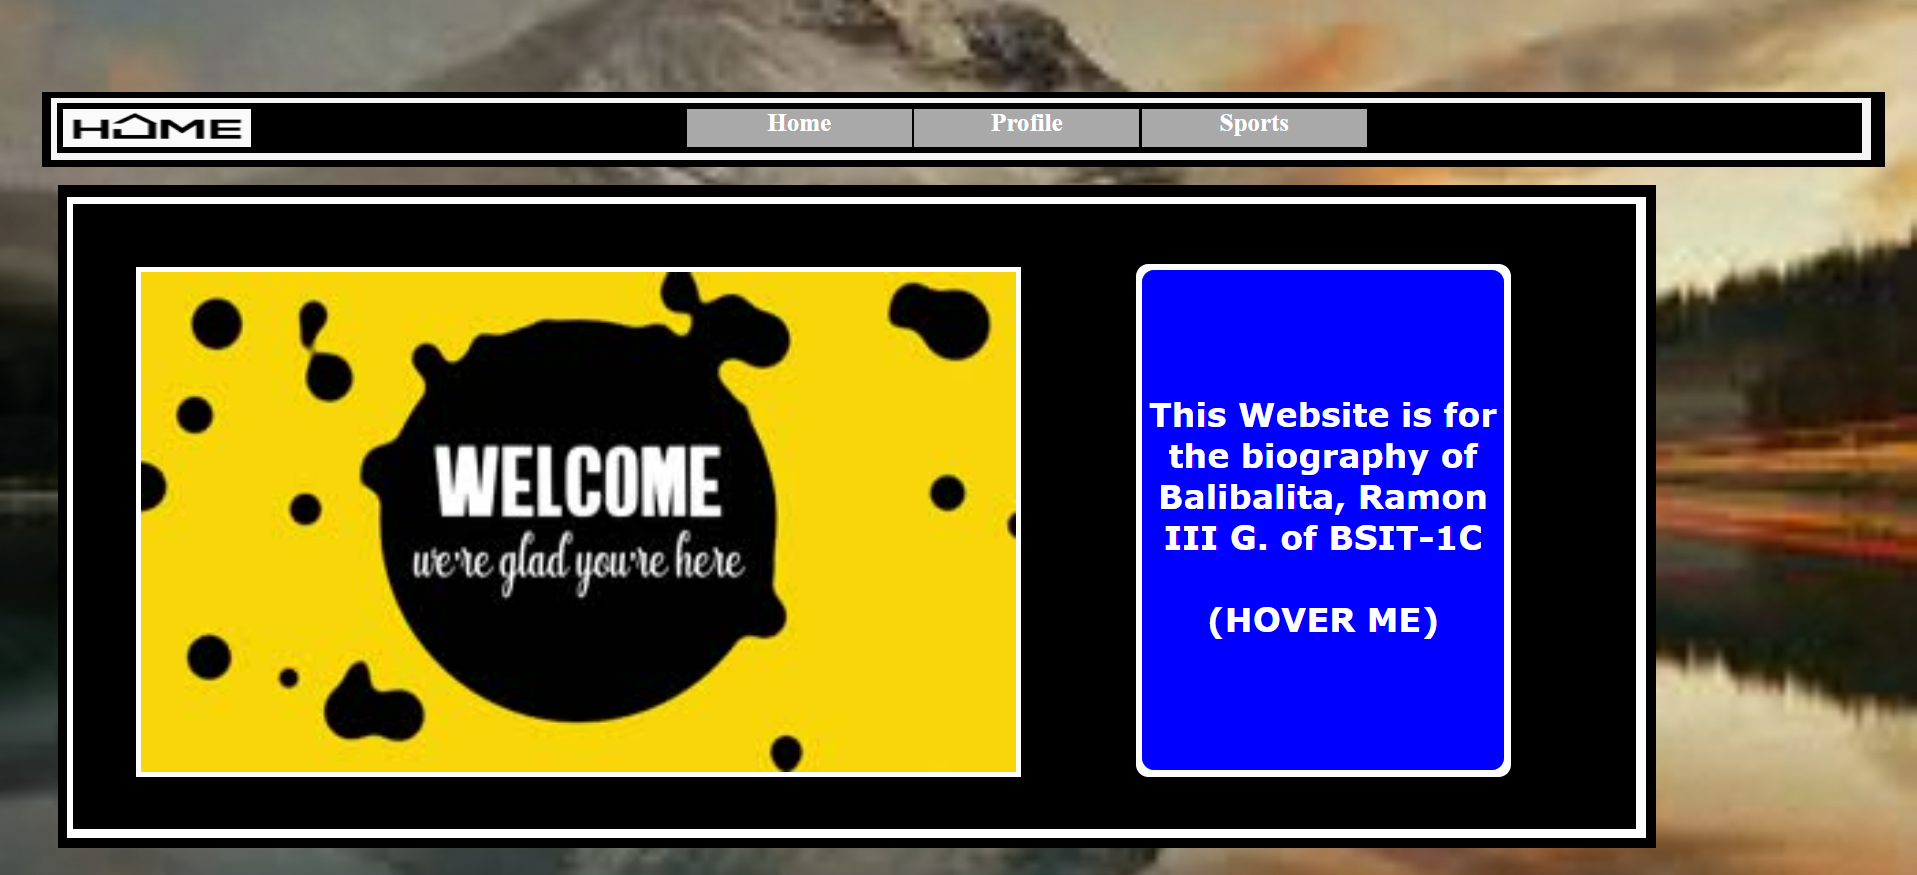 HOME
Home
Profile
Sports
WELCOME
we're glad you're here
This Website is for
the biography of
Balibalita, Ramon
III G. of BSIT-1C
(HOVER ME)